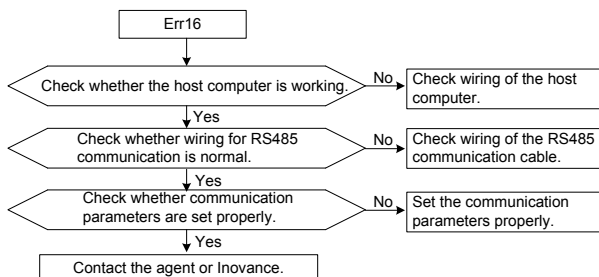 Err16
Check whether the host computer is working.
No
Check wiring of the host
computer.
Yes
Check whether wiring for RS485
communication is normal.
No
Check wiring of the RS485
communication cable.
Yes
Check whether communication
parameters are set properly.
No
Set the communication
parameters properly.
Yes
Contact the agent or Inovance.